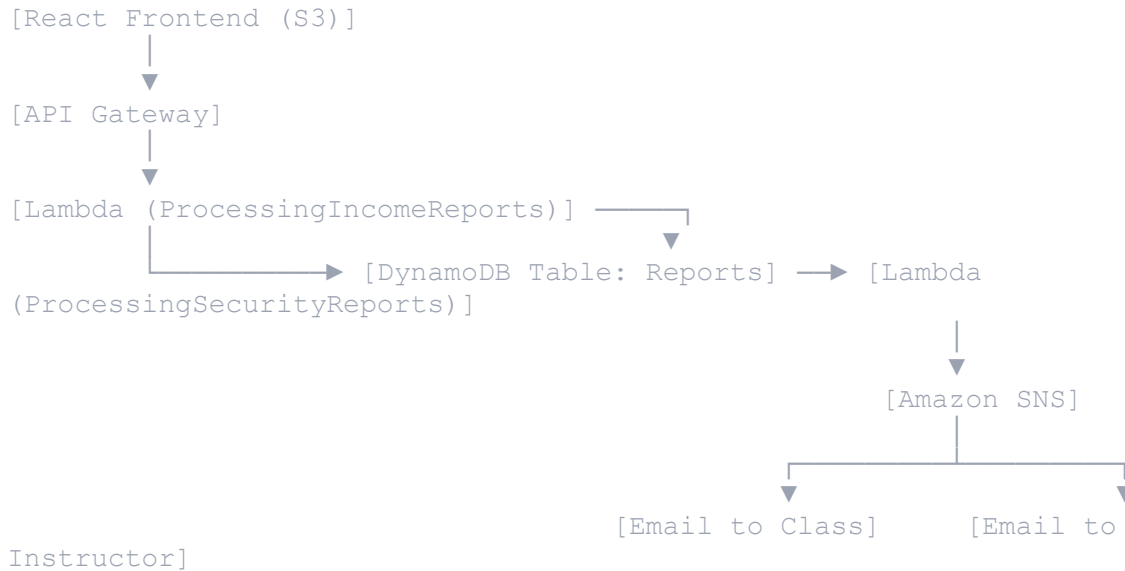 [React Frontend (S3)]
[API Gateway]
[Lambda (ProcessingIncomeReports)]
[DynamoDB Table: Reports] [Lambda
(ProcessingSecurityReports)]
[Amazon SNS]
[Email to Class] [Email to
Instructor]